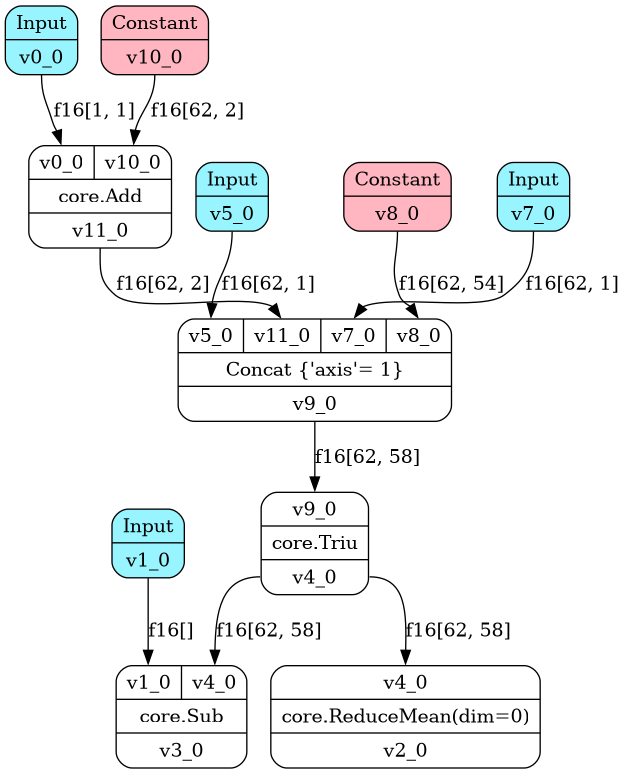 Input
v0_0
Constant
v10_0
f16[1, 1]
f16[62, 2]
v0_0
v10_0
core.Add
v11_0
Input
v5_0
Constant
v8_0
Input
v7_0
f16[62, 2]
f16[62, 1]
f16[62, 54]
f16[62, 1]
v5_0
v11_0
v7_0
v8_0
Concat {'axis'= 1}
v9_0
f16[62, 58]
v9_0
core.Triu
v4_0
Input
v1_0
f16[]
f16[62, 58]
f16[62, 58]
v1_0
v4_0
core.Sub
v3_0
v4_0
core.ReduceMean(dim=0)
v2_0